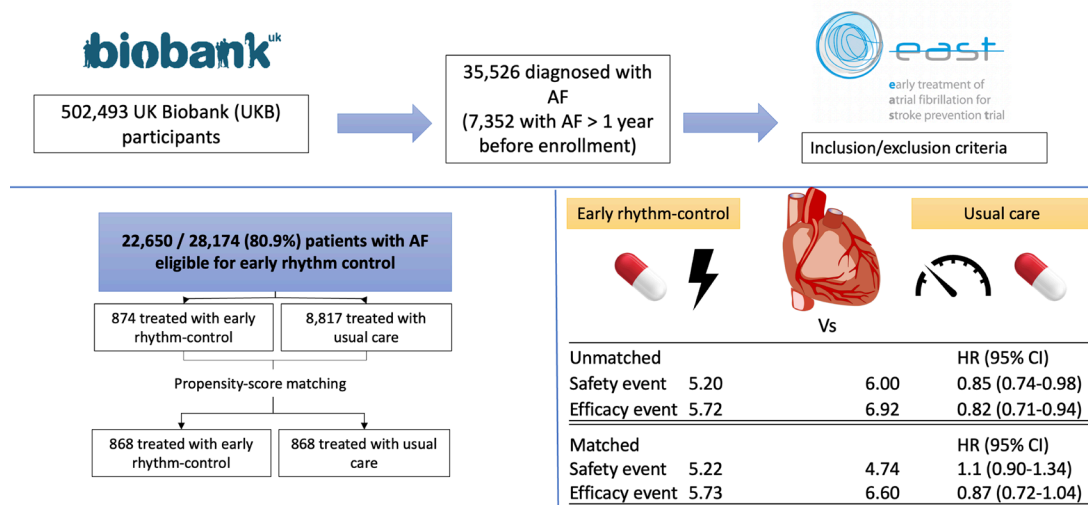 biobank uk
502,493 UK Biobank (UKB)
participants
35,526 diagnosed with
AF
(7,352 with AF > 1 year
before enrollment)
east
early treatment of
atrial fibrillation for
stroke prevention trial
Inclusion/exclusion criteria
22,650 / 28,174 (80.9%) patients with AF
eligible for early rhythm control
874 treated with early
rhythm-control
8,817 treated with
usual care
Propensity-score matching
868 treated with early
rhythm-control
868 treated with usual
care
Early rhythm-control
Usual care
Vs
Unmatched HR (95% CI)
Safety event 5.20 6.00 0.85 (0.74-0.98)
Efficacy event 5.72 6.92 0.82 (0.71-0.94)
Matched HR (95% CI)
Safety event 5.22 4.74 1.1 (0.90-1.34)
Efficacy event 5.73 6.60 0.87 (0.72-1.04)